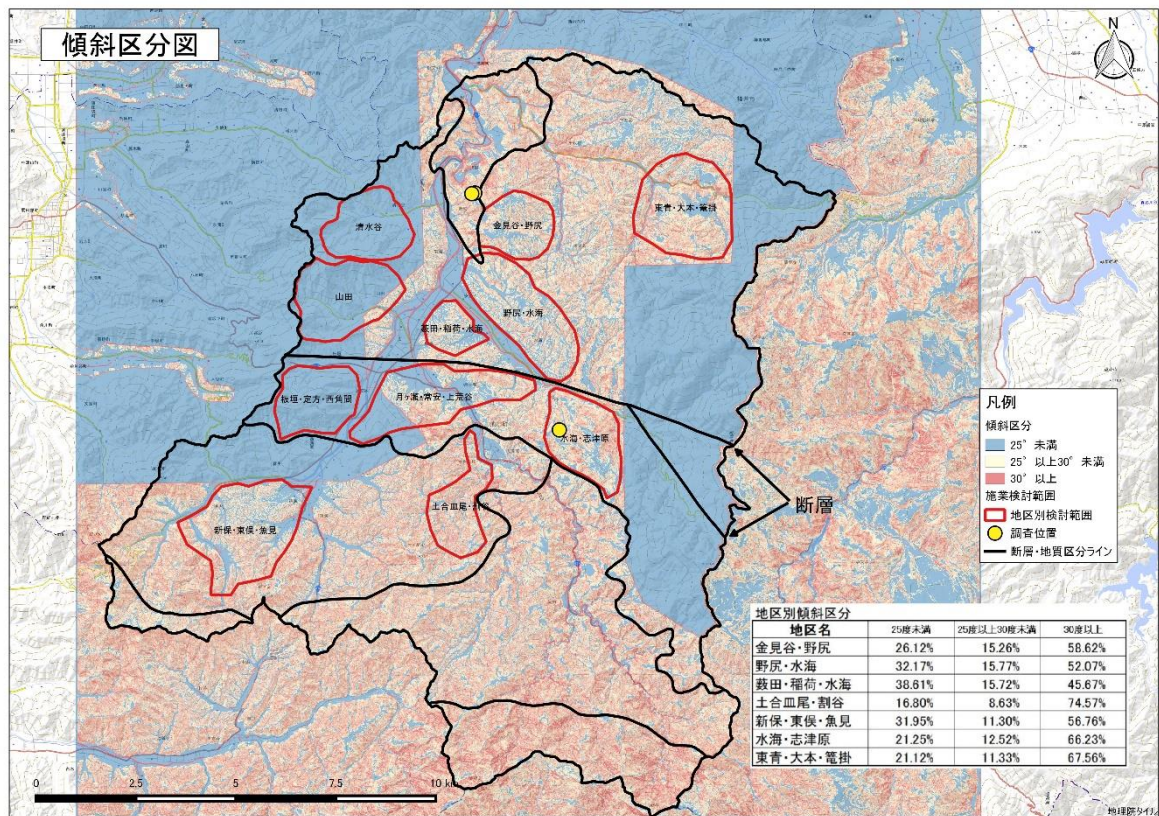 傾斜区分図
N
清水谷
金見谷・野尻
東青・大本・篭掛
山田
野尻・水海
薮田・稲荷・水海
板垣・定方・西角間
月ヶ瀬・常安・上荒谷
水海・志津原
新保・東俣・魚見
土合皿尾・割谷
断層
凡例
傾斜区分
25°未満
25°以上30°未満
30°以上
施業検討範囲
地区別検討範囲
調査位置
断層・地質区分ライン
地区別傾斜区分
地区名 25度未満 25度以上30度未満 30度以上
金見谷・野尻 26.12% 15.26% 58.62%
野尻・水海 32.17% 15.77% 52.07%
薮田・稲荷・水海 38.61% 15.72% 45.67%
土合皿尾・割谷 16.80% 8.63% 74.57%
新保・東俣・魚見 31.95% 11.30% 56.76%
水海・志津原 21.25% 12.52% 66.23%
東青・大本・篭掛 21.12% 11.33% 67.56%
0 2.5 5 7.5 10 km
地理院タイル